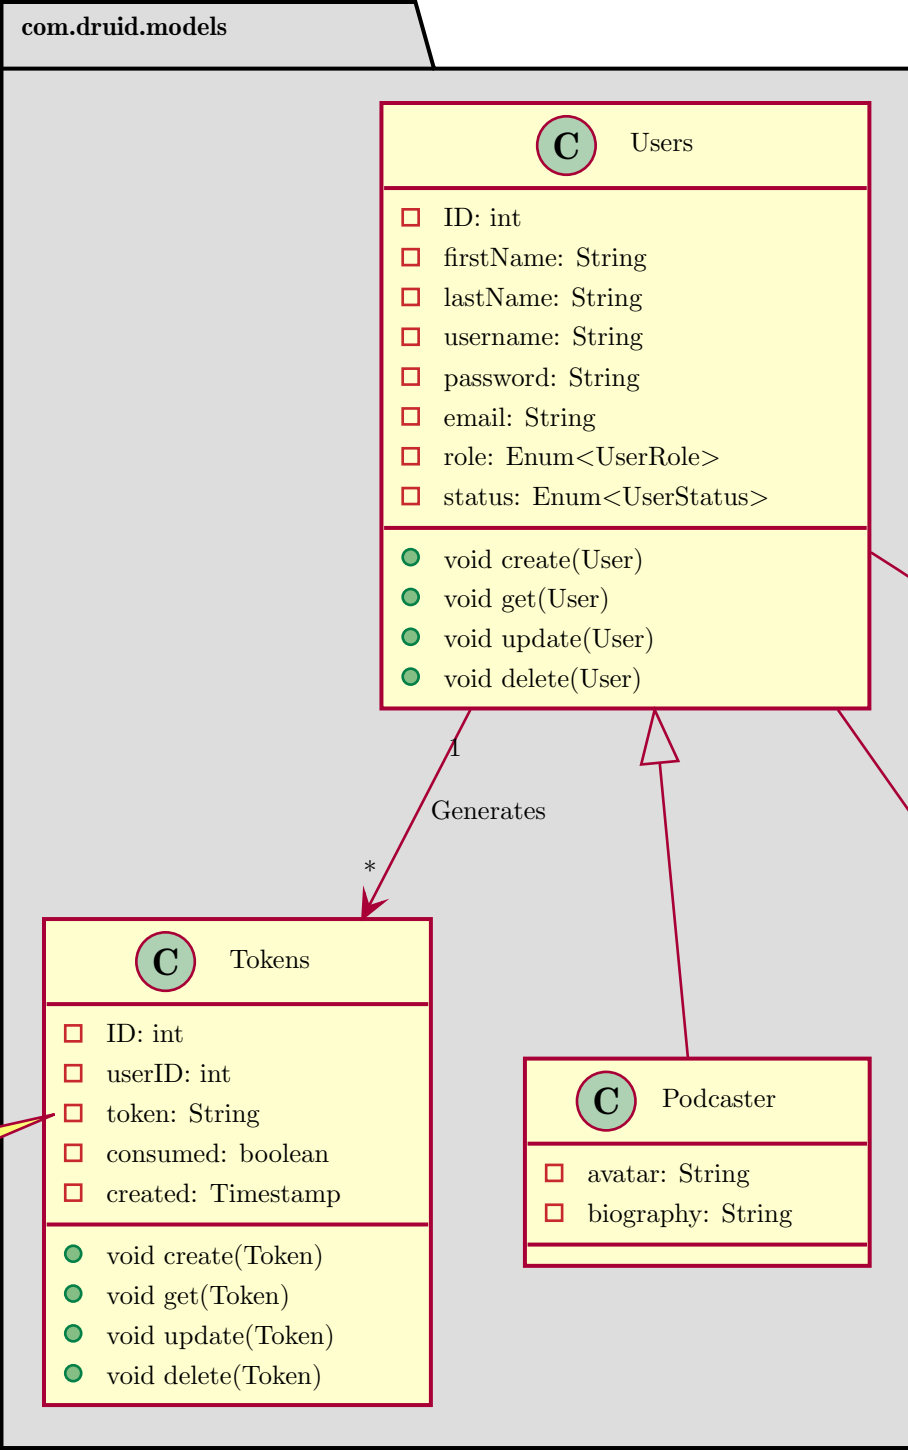 com.druid.models
C Users
ID: int
firstName: String
lastName: String
username: String
password: String
email: String
role: Enum<UserRole>
status: Enum<UserStatus>
void create(User)
void get(User)
void update(User)
void delete(User)
1
Generates
*
C Tokens
ID: int
userID: int
token: String
consumed: boolean
created: Timestamp
void create(Token)
void get(Token)
void update(Token)
void delete(Token)
C Podcaster
avatar: String
biography: String